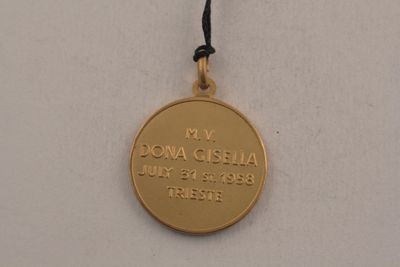 M.V.
DONA GISELLA
JULY 31 ST. 1958
TRIESTE